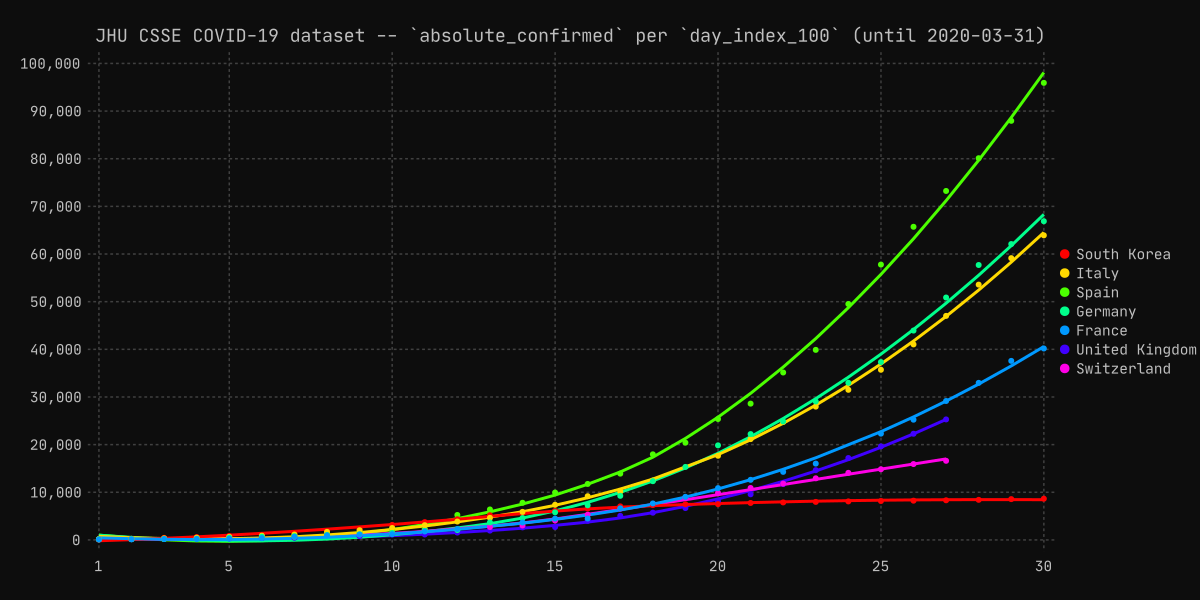 JHU CSSE COVID-19 dataset -- `absolute_confirmed` per `day_index_100` (until 2020-03-31)
100,000
90,000
80,000
70,000
60,000
50,000
40,000
30,000
20,000
10,000
0
1 5 10 15 20 25 30
South Korea
Italy
Spain
Germany
France
United Kingdom
Switzerland